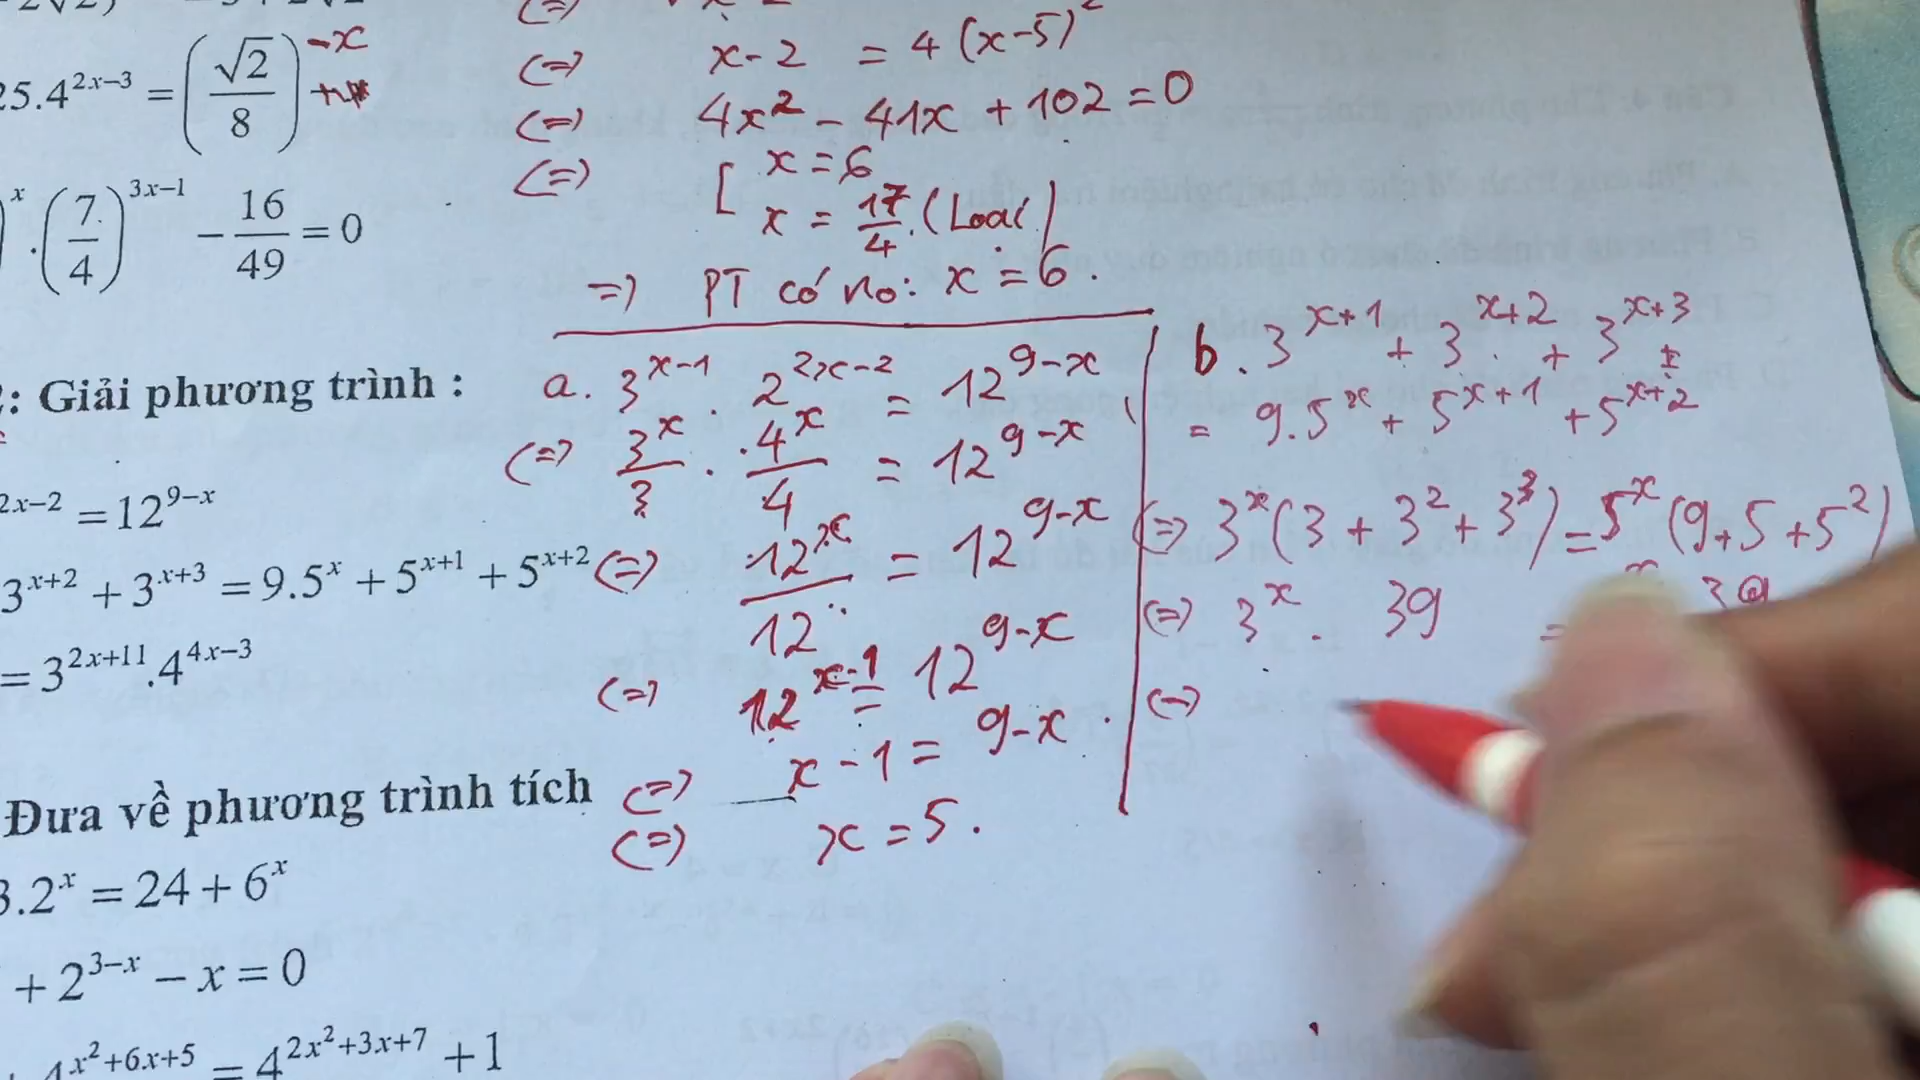 25.4^{2x-3} = (√2/8)^{-x}
x . (7/4)^{3x-1} - 16/49 = 0
: Giải phương trình :
2x-2 = 12^{9-x}
3^{x+2} + 3^{x+3} = 9.5^x + 5^{x+1} + 5^{x+2}
= 3^{2x+11}.4^{4x-3}
Đưa về phương trình tích
3.2^x = 24 + 6^x
+ 2^{3-x} - x = 0
4^{x^2+6x+5} = 4^{2x^2+3x+7} + 1
(=) x-2 = 4(x-5)^2
(=) 4x^2 - 41x + 102 = 0
(=) [ x = 6
x = 17/4 . (Loại)
=) PT có no: x = 6.
a. 3^{x-1} . 2^{2x-2} = 12^{9-x}
(=) 3^x/3 . 4^x/4 = 12^{9-x}
(=) 12^x/12 = 12^{9-x}
(=) 12^{x-1} = 12^{9-x}
(=) x-1 = 9-x .
(=) x = 5.
b. 3^{x+1} + 3^{x+2} + 3^{x+3}
= 9.5^x + 5^{x+1} + 5^{x+2}
(=) 3^x(3 + 3^2 + 3^3) = 5^x(9+5+5^2)
(=) 3^x . 39 = x 39
(=)